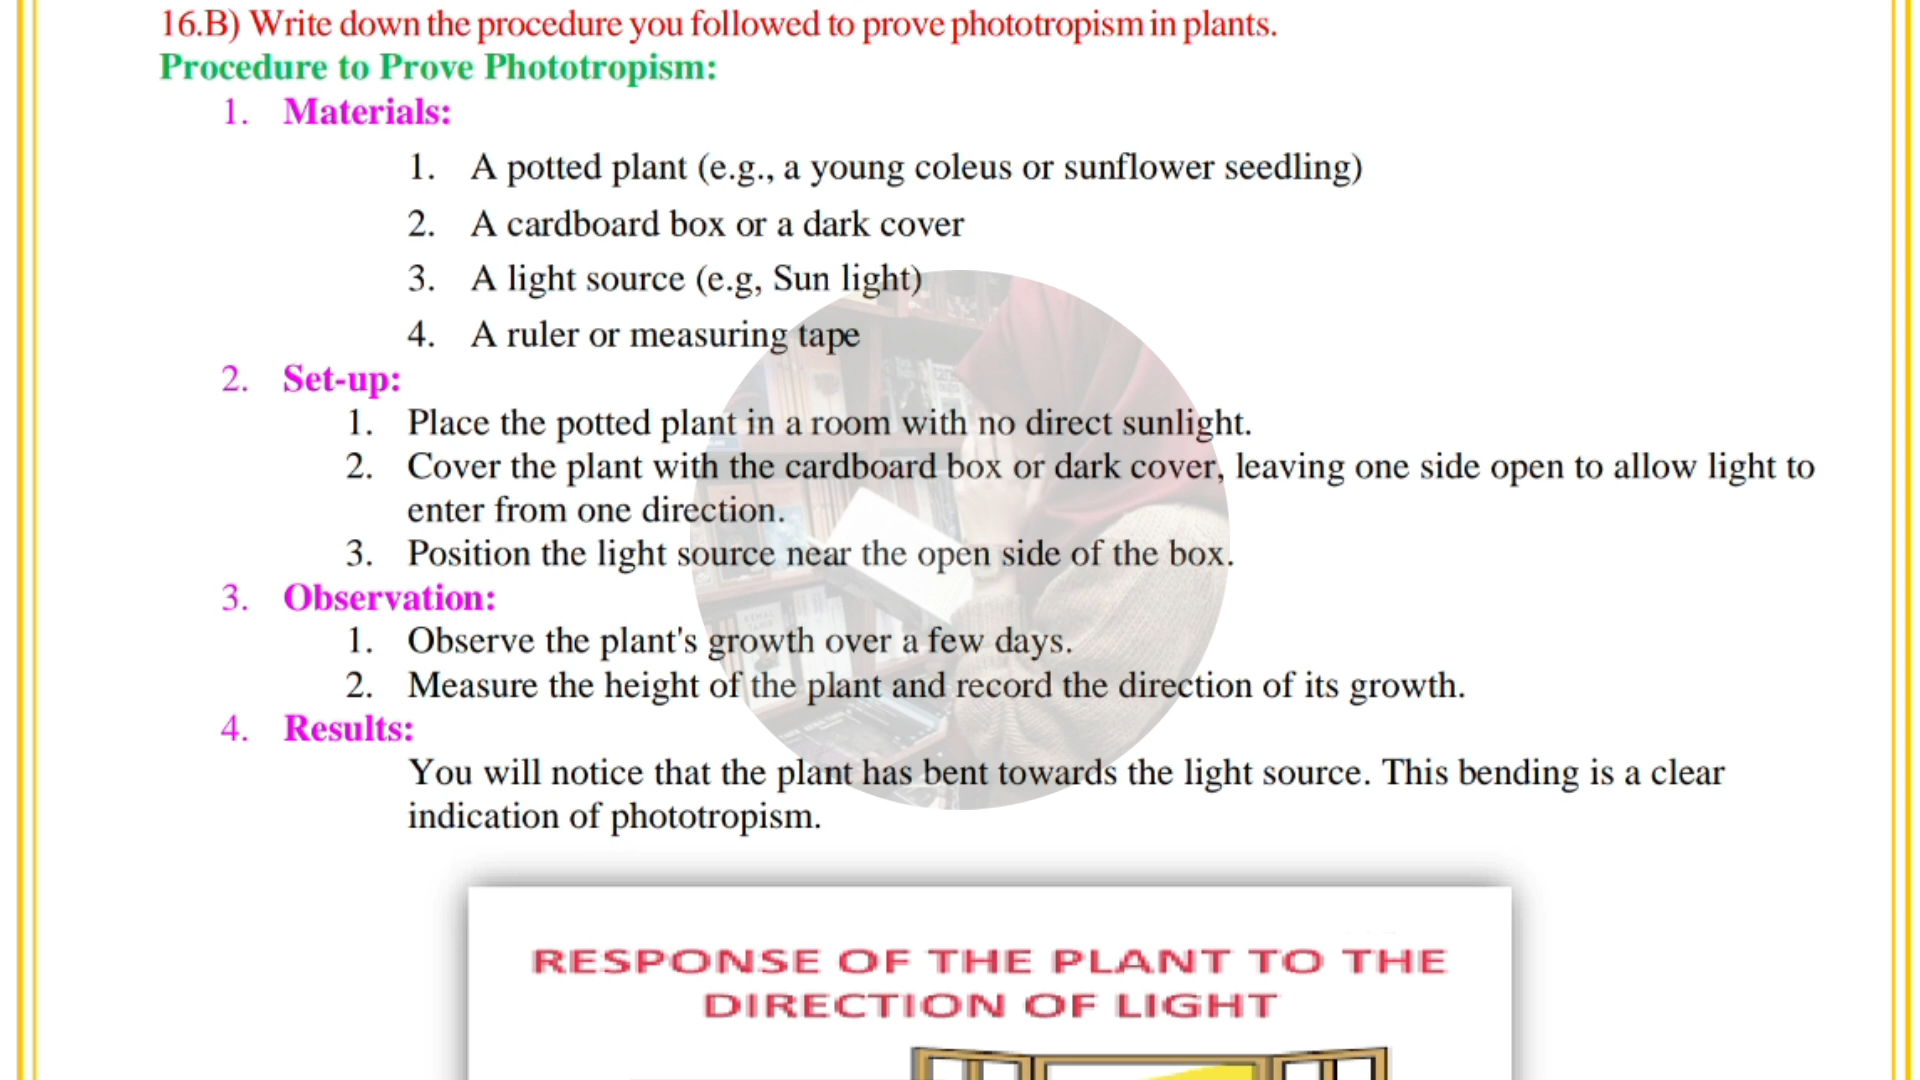 16.B) Write down the procedure you followed to prove phototropism in plants.
Procedure to Prove Phototropism:
1. Materials:
1. A potted plant (e.g., a young coleus or sunflower seedling)
2. A cardboard box or a dark cover
3. A light source (e.g, Sun light)
4. A ruler or measuring tape
2. Set-up:
1. Place the potted plant in a room with no direct sunlight.
2. Cover the plant with the cardboard box or dark cover, leaving one side open to allow light to
enter from one direction.
3. Position the light source near the open side of the box.
3. Observation:
1. Observe the plant's growth over a few days.
2. Measure the height of the plant and record the direction of its growth.
4. Results:
You will notice that the plant has bent towards the light source. This bending is a clear
indication of phototropism.
RESPONSE OF THE PLANT TO THE
DIRECTION OF LIGHT